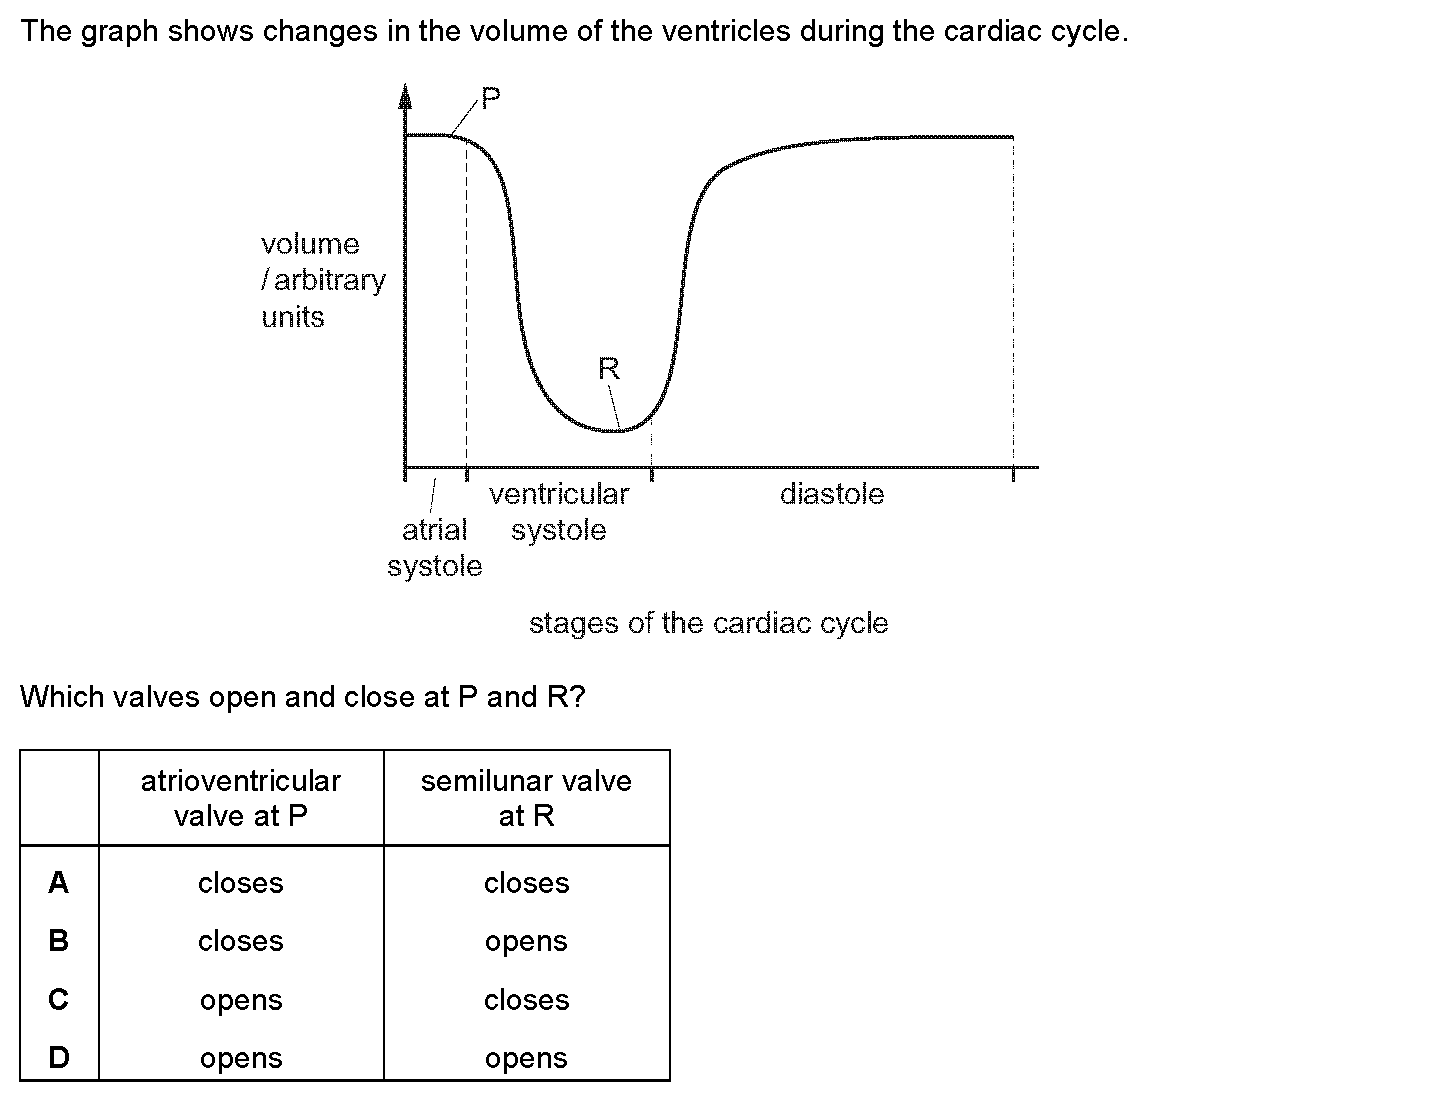 The graph shows changes in the volume of the ventricles during the cardiac cycle.
P
volume
/ arbitrary
units
R
ventricular
systole
diastole
atrial
systole
stages of the cardiac cycle
Which valves open and close at P and R?
atrioventricular
valve at P
semilunar valve
at R
A closes closes
B closes opens
C opens closes
D opens opens